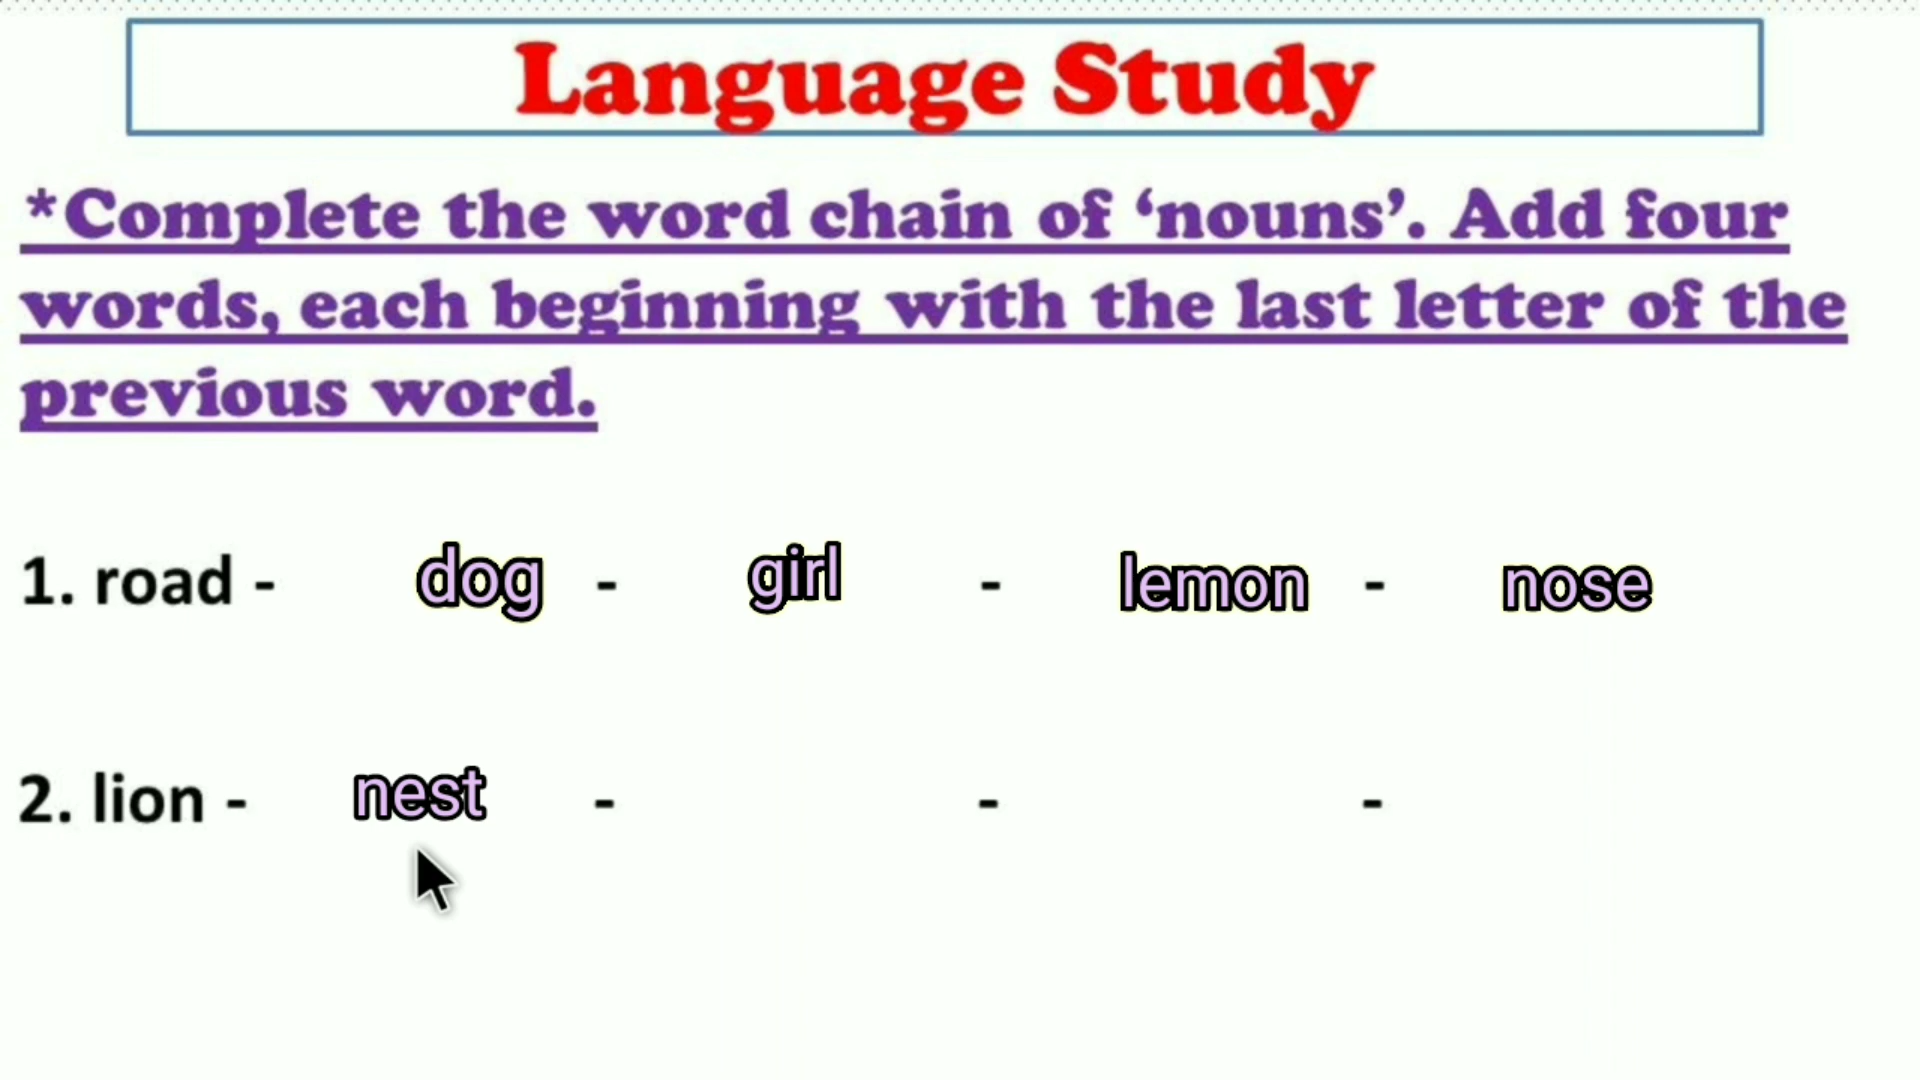 Language Study
*Complete the word chain of ‘nouns’. Add four
words, each beginning with the last letter of the
previous word.
1. road - dog - girl - lemon - nose
2. lion - nest - - -